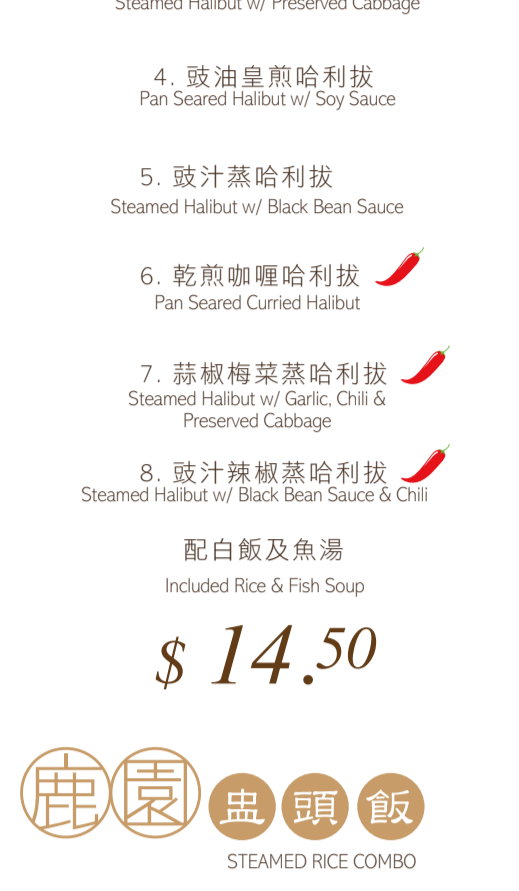 Steamed Halibut w/ Preserved Cabbage
4. 豉油皇煎哈利拔
Pan Seared Halibut w/ Soy Sauce
5. 豉汁蒸哈利拔
Steamed Halibut w/ Black Bean Sauce
6. 乾煎咖喱哈利拔
Pan Seared Curried Halibut
7. 蒜椒梅菜蒸哈利拔
Steamed Halibut w/ Garlic, Chili &
Preserved Cabbage
8. 豉汁辣椒蒸哈利拔
Steamed Halibut w/ Black Bean Sauce & Chili
配白飯及魚湯
Included Rice & Fish Soup
$ 14.50
鹿園盅頭飯
STEAMED RICE COMBO